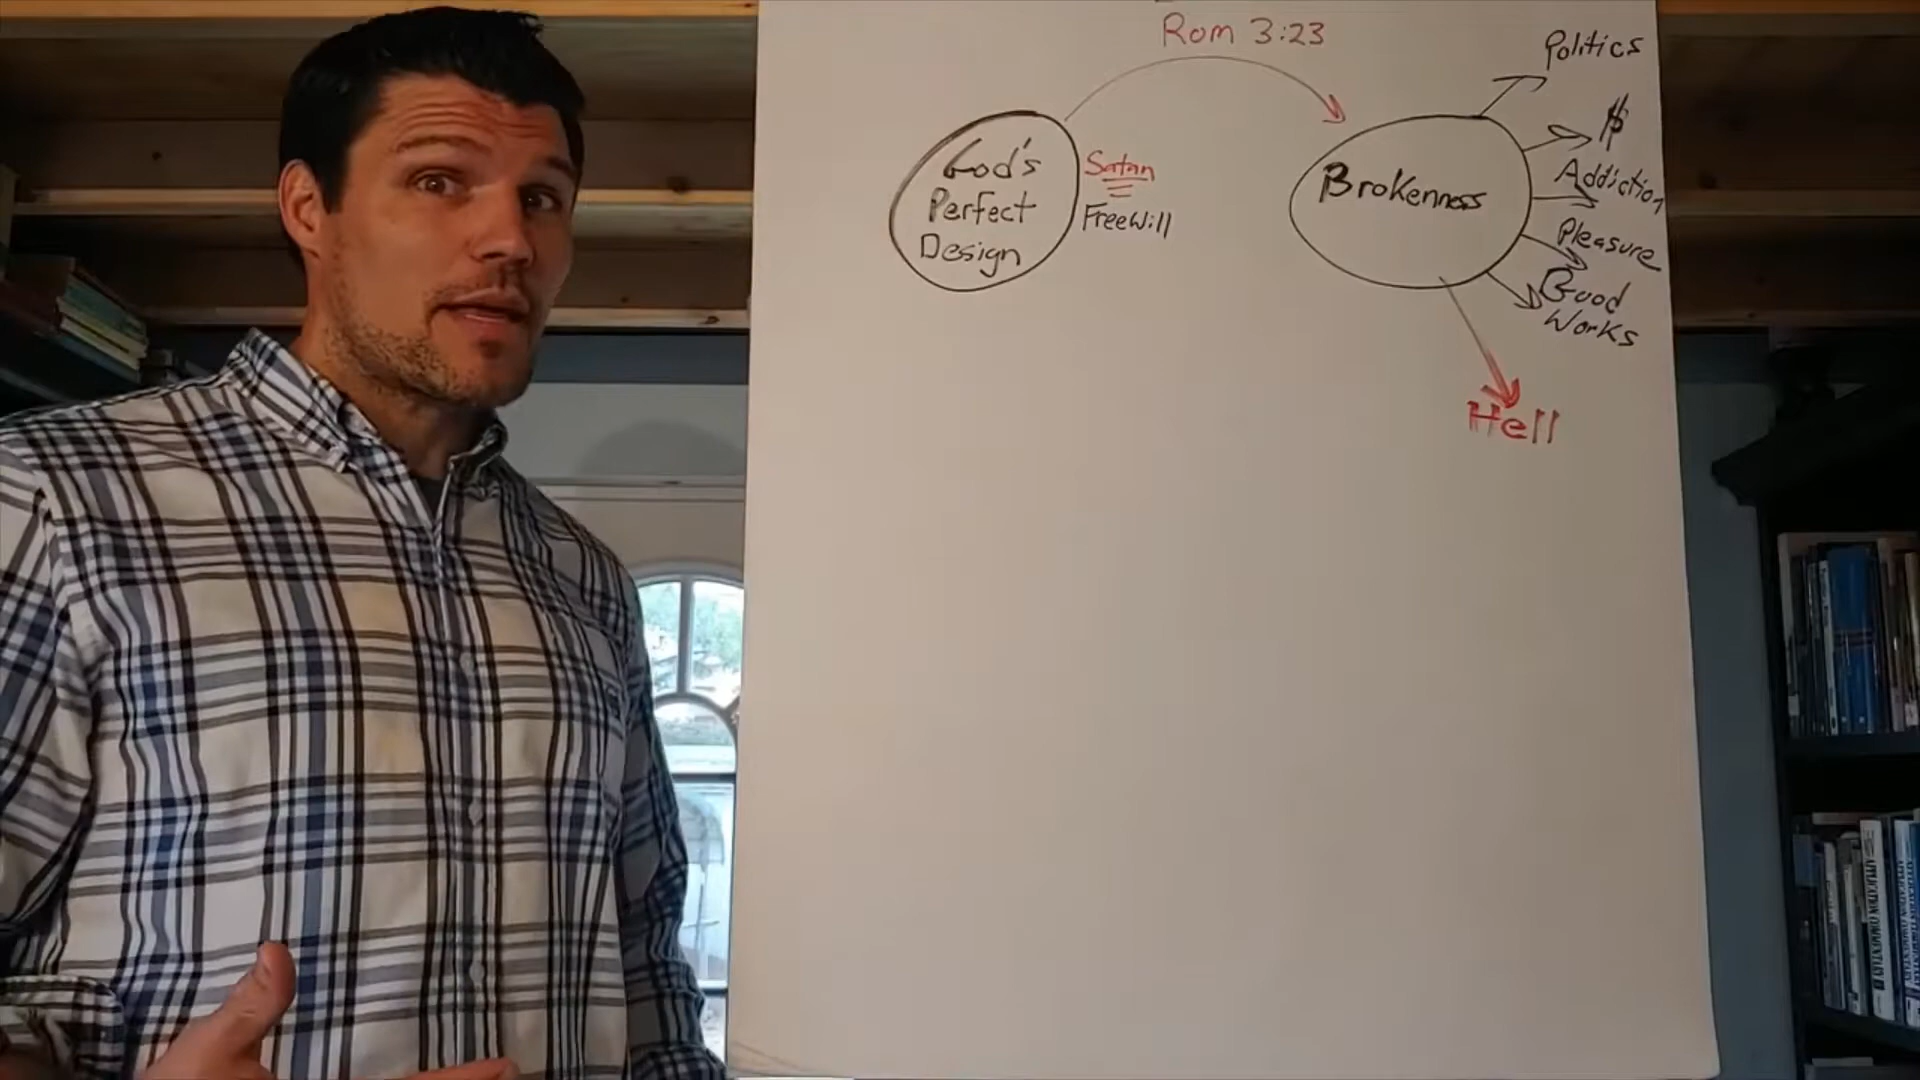 Rom 3:23
God's
Perfect
Design
Satan
FreeWill
Brokenness
Politics
$
Addiction
Pleasure
Good
Works
Hell